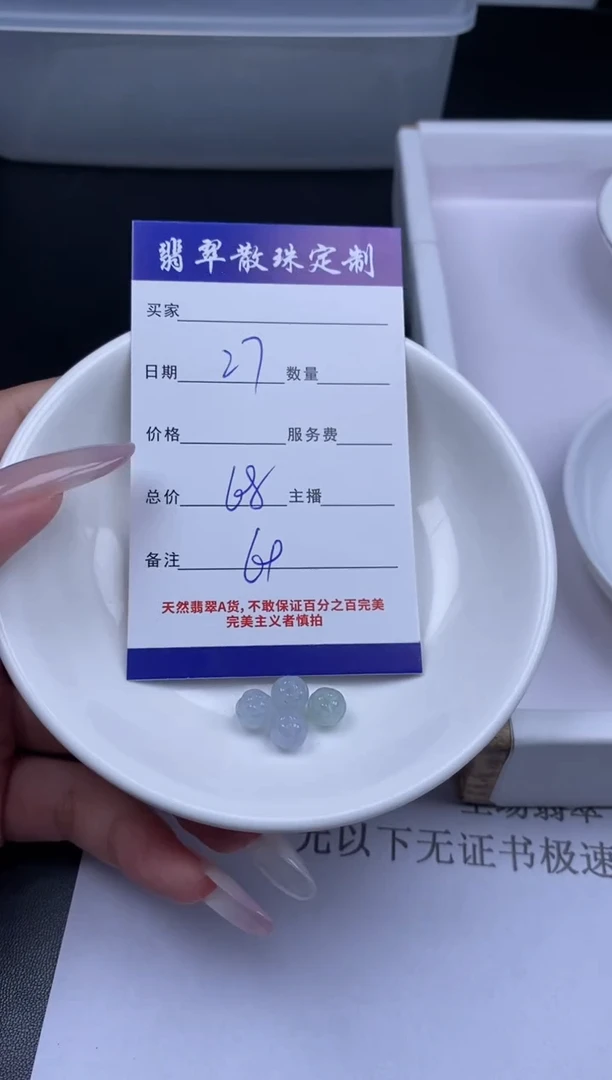 翡翠散珠定制
买家
日期 27 数量
价格 服务费
总价 68 主播
备注
天然翡翠A货,不敢保证百分之百完美
完美主义者慎拍
元以下无证书极速